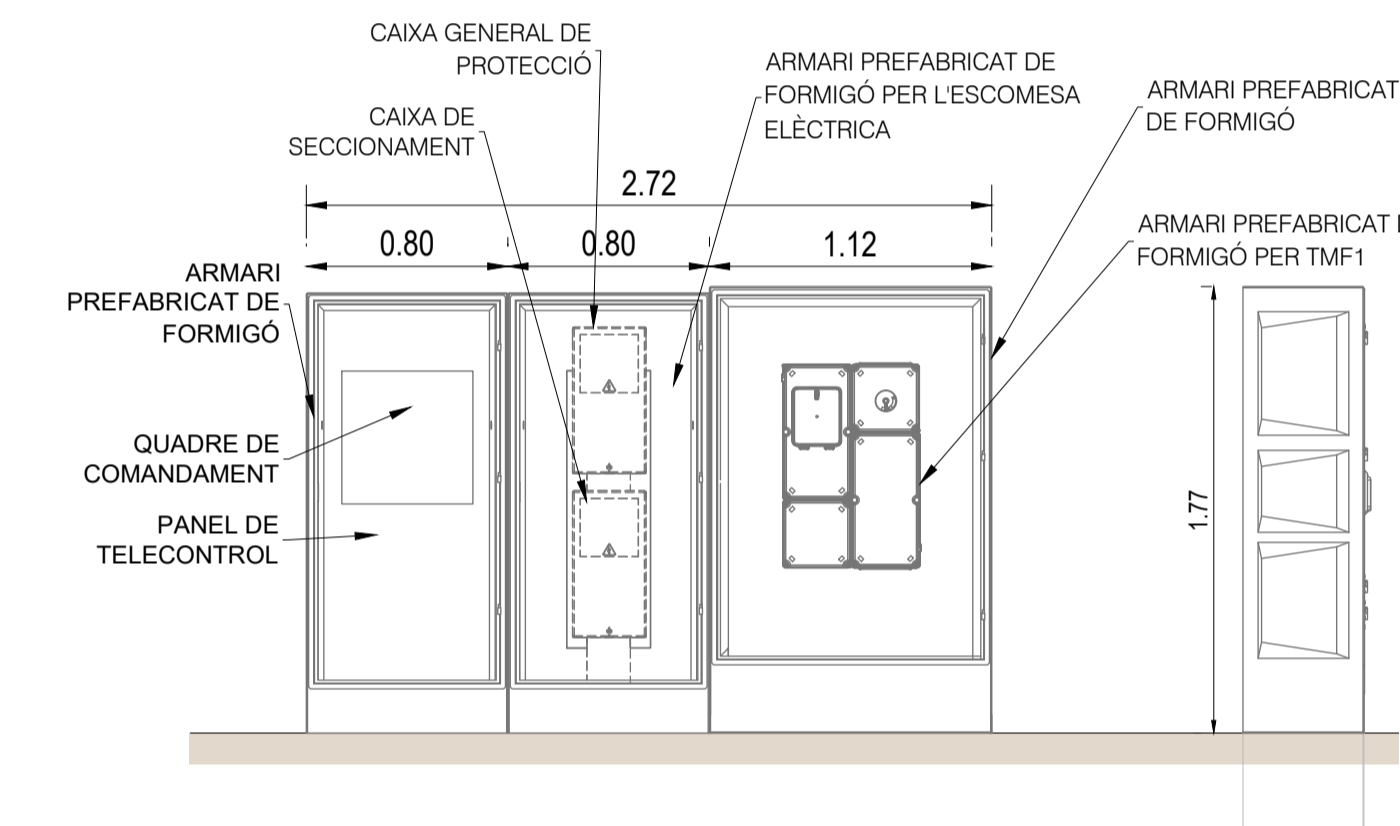 CAIXA GENERAL DE
PROTECCIÓ
CAIXA DE
SECCIONAMENT
ARMARI PREFABRICAT DE
FORMIGÓ PER L'ESCOMESA
ELÈCTRICA
ARMARI PREFABRICAT
DE FORMIGÓ
2.72
0.80
0.80
1.12
ARMARI PREFABRICAT
FORMIGÓ PER TMF1
ARMARI
PREFABRICAT DE
FORMIGÓ
QUADRE DE
COMANDAMENT
PANEL DE
TELECONTROL
1.77